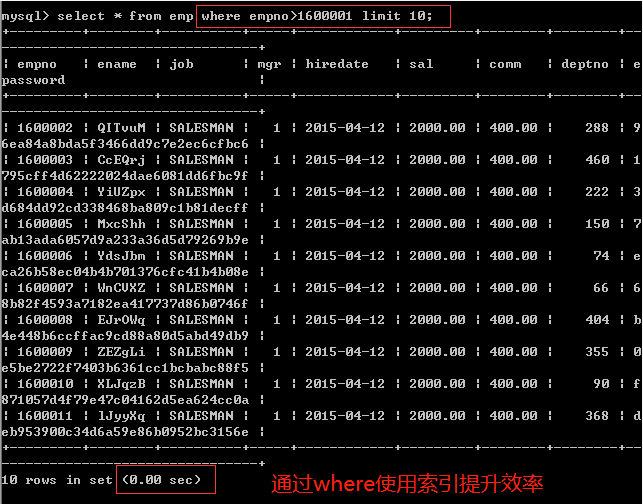 mysql> select * from emp where empno>1600001 limit 10;
+---------+--------+----------+-----+------------+---------+--------+--------+--
--------------------------------+
| empno | ename | job | mgr | hiredate | sal | comm | deptno | e
password |
+---------+--------+----------+-----+------------+---------+--------+--------+--
--------------------------------+
| 1600002 | QITvuM | SALESMAN | 1 | 2015-04-12 | 2000.00 | 400.00 | 288 | 9
6ea84a8bda5f3466dd9c7e2ec6cfbc6 |
| 1600003 | CcEQrj | SALESMAN | 1 | 2015-04-12 | 2000.00 | 400.00 | 460 | 1
795cff4d62222024dae6081dd6fbc9f |
| 1600004 | YiUZpx | SALESMAN | 1 | 2015-04-12 | 2000.00 | 400.00 | 222 | 3
d684dd92cd338468ba809c1b81decff |
| 1600005 | MxcShh | SALESMAN | 1 | 2015-04-12 | 2000.00 | 400.00 | 150 | 7
ab13ada6057d9a233a36d5d79269b9e |
| 1600006 | YdsJbm | SALESMAN | 1 | 2015-04-12 | 2000.00 | 400.00 | 74 | e
ca26b58ec04b4b701376cfc41b4b08e |
| 1600007 | WnCVXZ | SALESMAN | 1 | 2015-04-12 | 2000.00 | 400.00 | 66 | 6
8b82f4593a7182ea417737d86b0746f |
| 1600008 | EJrOWq | SALESMAN | 1 | 2015-04-12 | 2000.00 | 400.00 | 404 | b
4e448b6ccffac9cd88a80d5abd49db9 |
| 1600009 | ZEZgLi | SALESMAN | 1 | 2015-04-12 | 2000.00 | 400.00 | 355 | 0
e5be2722f7403b6361cc1bcbabc88f5 |
| 1600010 | XLJqzB | SALESMAN | 1 | 2015-04-12 | 2000.00 | 400.00 | 90 | f
871057d4f79e47c04162d5ea624cc0a |
| 1600011 | lJyyXq | SALESMAN | 1 | 2015-04-12 | 2000.00 | 400.00 | 368 | d
eb953900c34d6a59e86b0952bc3156e |
+---------+--------+----------+-----+------------+---------+--------+--------+--
--------------------------------+
10 rows in set (0.00 sec)
通过where使用索引提升效率